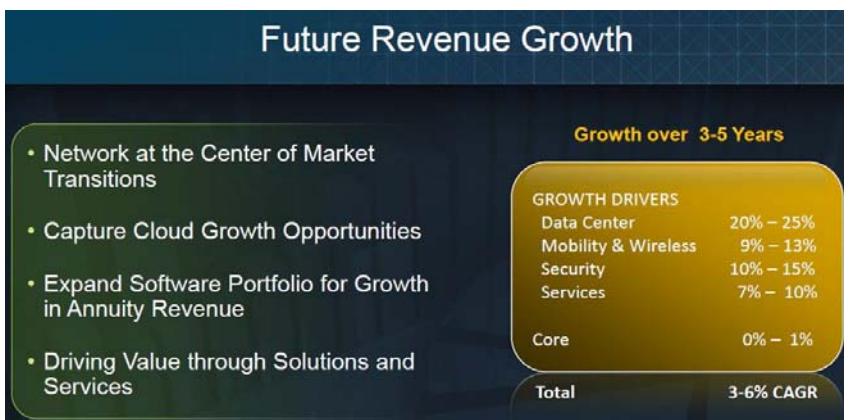 Future Revenue Growth
• Network at the Center of Market
Transitions
• Capture Cloud Growth Opportunities
• Expand Software Portfolio for Growth
in Annuity Revenue
• Driving Value through Solutions and
Services
Growth over 3-5 Years
GROWTH DRIVERS
Data Center 20% – 25%
Mobility & Wireless 9% – 13%
Security 10% – 15%
Services 7% – 10%
Core 0% – 1%
Total 3-6% CAGR